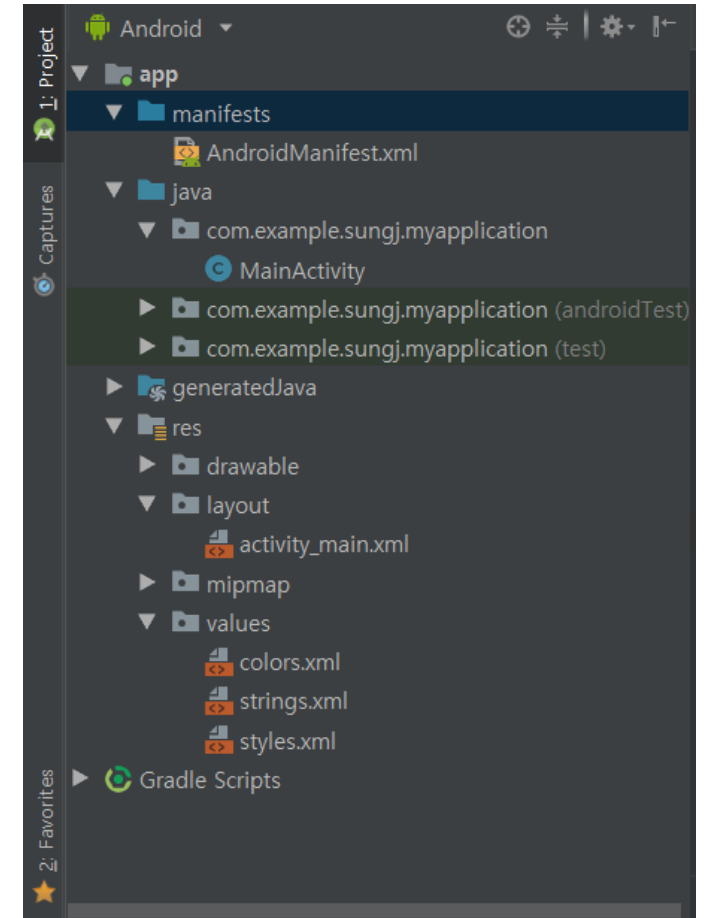 Android
app
manifests
AndroidManifest.xml
java
com.example.sungj.myapplication
MainActivity
com.example.sungj.myapplication (androidTest)
com.example.sungj.myapplication (test)
generatedJava
res
drawable
layout
activity_main.xml
mipmap
values
colors.xml
strings.xml
styles.xml
Gradle Scripts
1: Project
Captures
2: Favorites